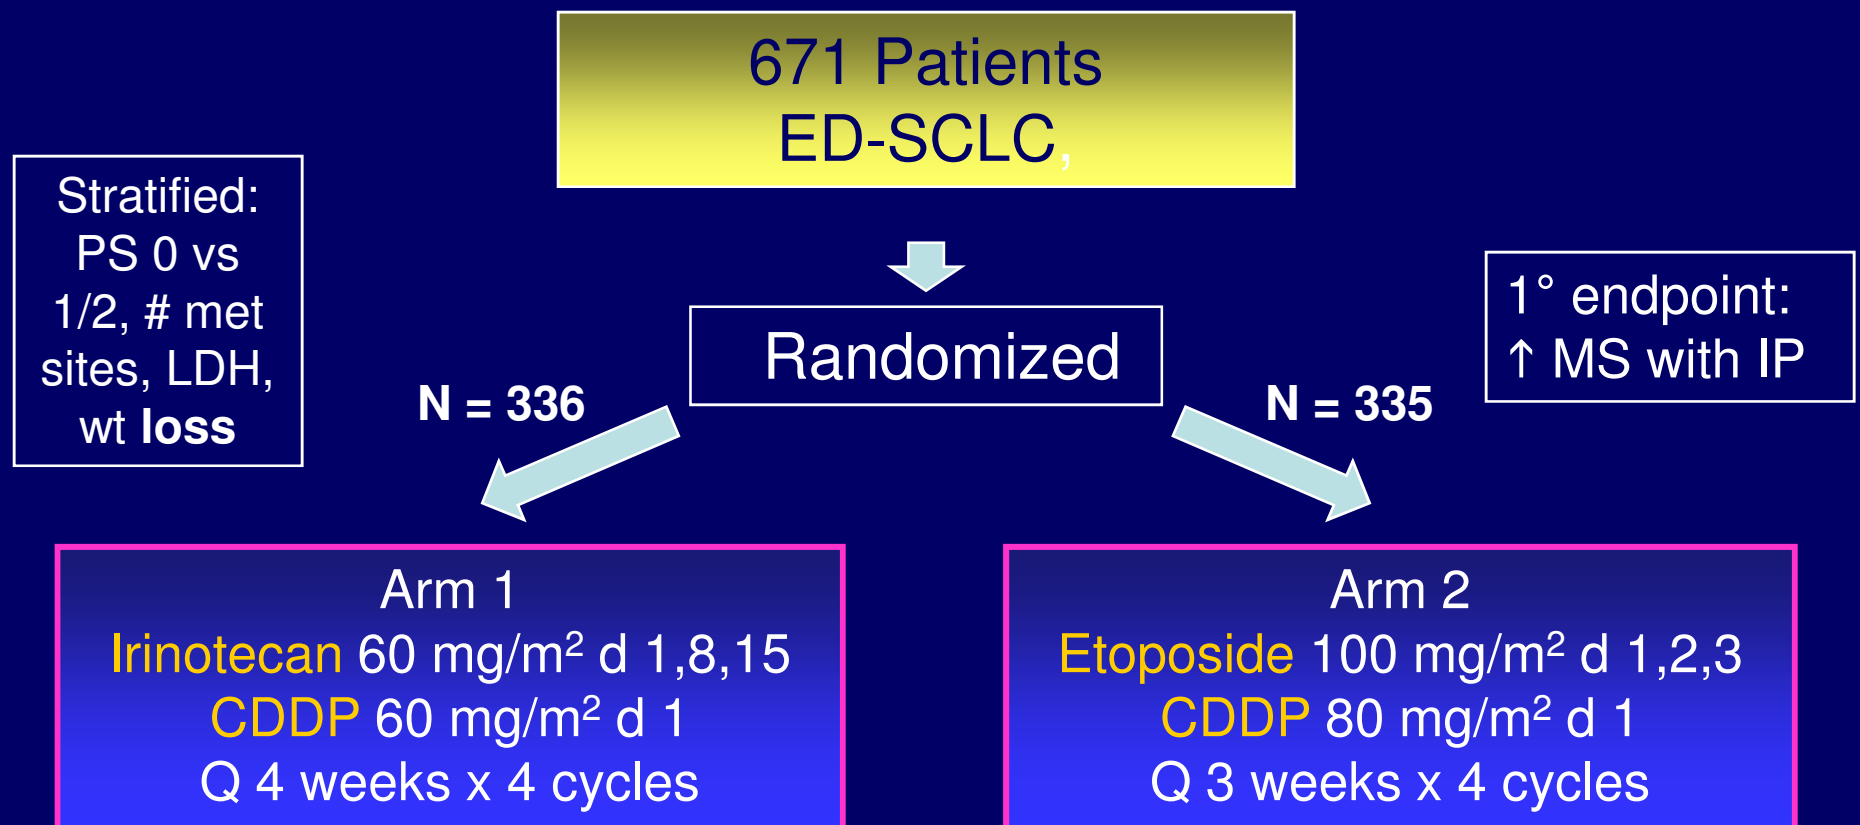 671 Patients
ED-SCLC,
Stratified:
PS 0 vs
1/2, # met
sites, LDH,
wt loss
1° endpoint:
↑ MS with IP
Randomized
N = 336
N = 335
Arm 1
Irinotecan 60 mg/m² d 1,8,15
CDDP 60 mg/m² d 1
Q 4 weeks x 4 cycles
Arm 2
Etoposide 100 mg/m² d 1,2,3
CDDP 80 mg/m² d 1
Q 3 weeks x 4 cycles